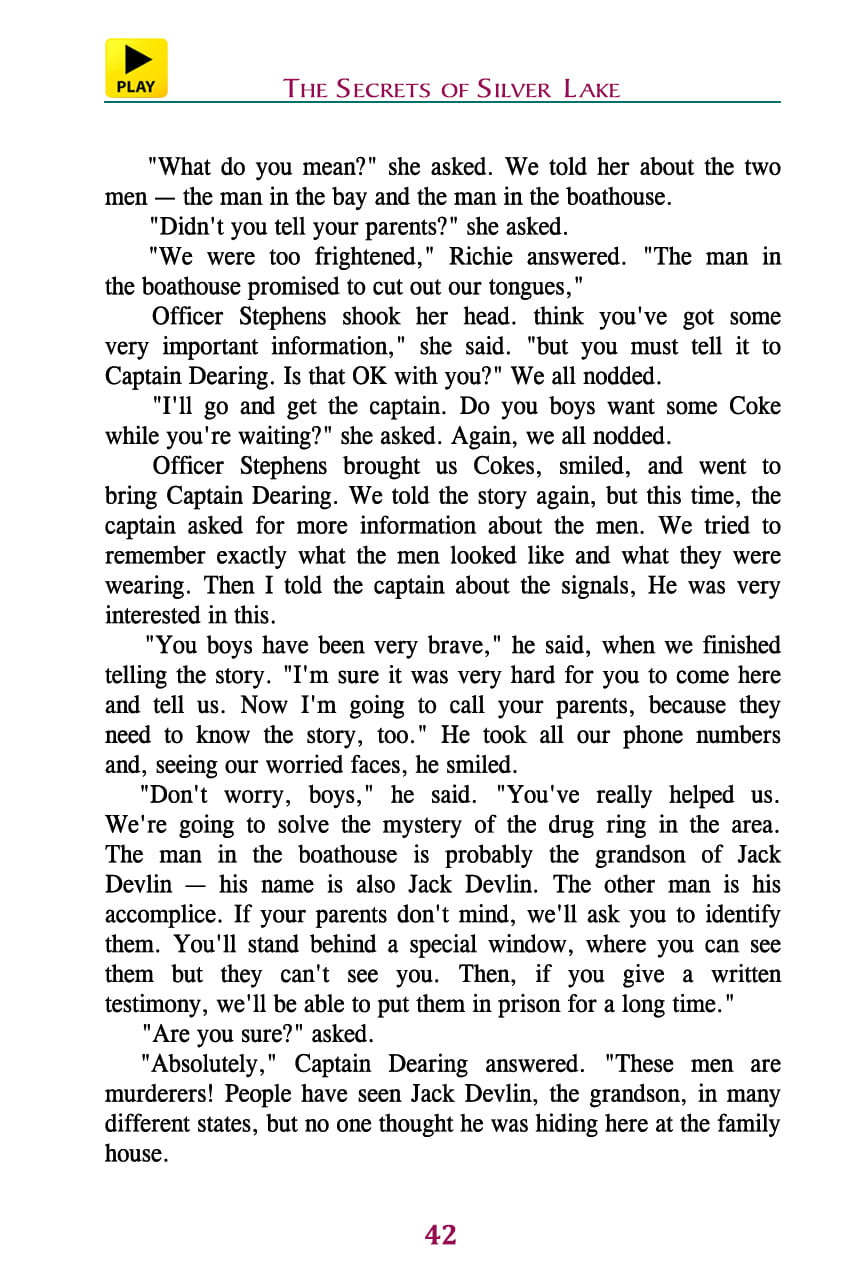 PLAY
THE SECRETS OF SILVER LAKE
"What do you mean?" she asked. We told her about the two
men — the man in the bay and the man in the boathouse.
"Didn't you tell your parents?" she asked.
"We were too frightened," Richie answered. "The man in
the boathouse promised to cut out our tongues,"
Officer Stephens shook her head. think you've got some
very important information," she said. "but you must tell it to
Captain Dearing. Is that OK with you?" We all nodded.
"I'll go and get the captain. Do you boys want some Coke
while you're waiting?" she asked. Again, we all nodded.
Officer Stephens brought us Cokes, smiled, and went to
bring Captain Dearing. We told the story again, but this time, the
captain asked for more information about the men. We tried to
remember exactly what the men looked like and what they were
wearing. Then I told the captain about the signals, He was very
interested in this.
"You boys have been very brave," he said, when we finished
telling the story. "I'm sure it was very hard for you to come here
and tell us. Now I'm going to call your parents, because they
need to know the story, too." He took all our phone numbers
and, seeing our worried faces, he smiled.
"Don't worry, boys," he said. "You've really helped us.
We're going to solve the mystery of the drug ring in the area.
The man in the boathouse is probably the grandson of Jack
Devlin — his name is also Jack Devlin. The other man is his
accomplice. If your parents don't mind, we'll ask you to identify
them. You'll stand behind a special window, where you can see
them but they can't see you. Then, if you give a written
testimony, we'll be able to put them in prison for a long time."
"Are you sure?" asked.
"Absolutely," Captain Dearing answered. "These men are
murderers! People have seen Jack Devlin, the grandson, in many
different states, but no one thought he was hiding here at the family
house.
42